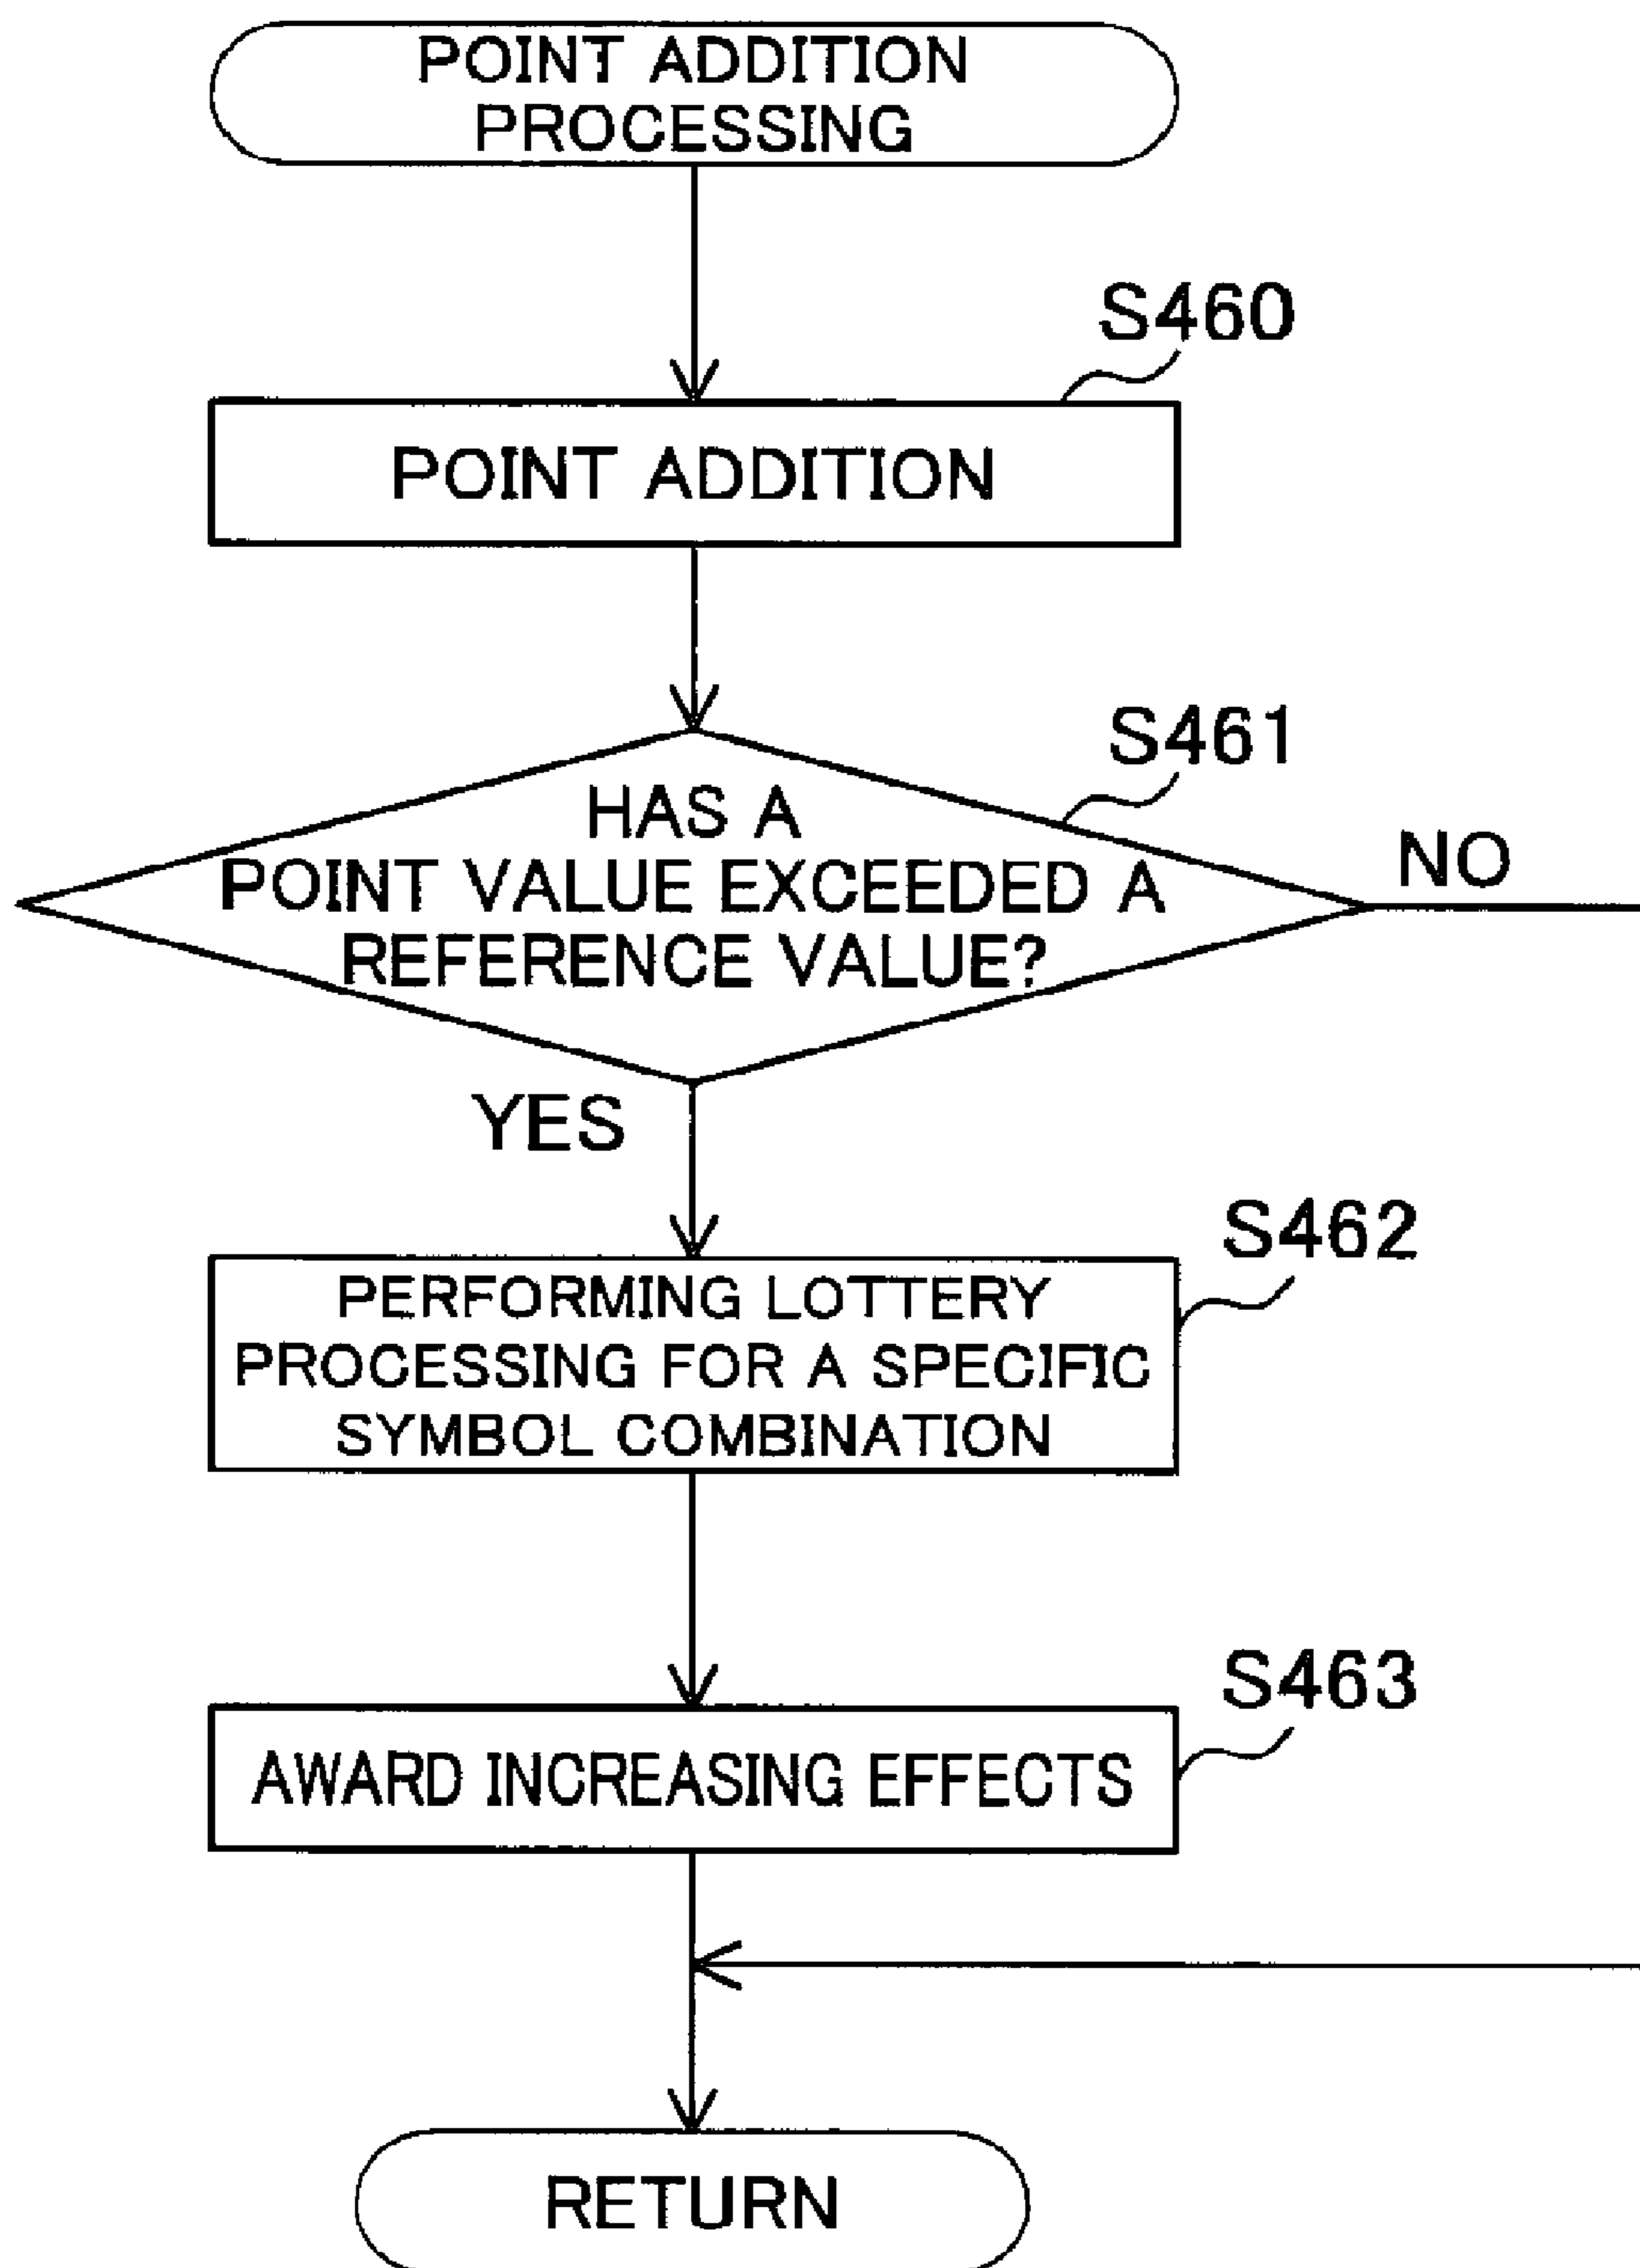 POINT ADDITION
PROCESSING
S460
POINT ADDITION
S461
HAS A
POINT VALUE EXCEEDED A
REFERENCE VALUE?
NO
YES
S462
PERFORMING LOTTERY
PROCESSING FOR A SPECIFIC
SYMBOL COMBINATION
S463
AWARD INCREASING EFFECTS
RETURN